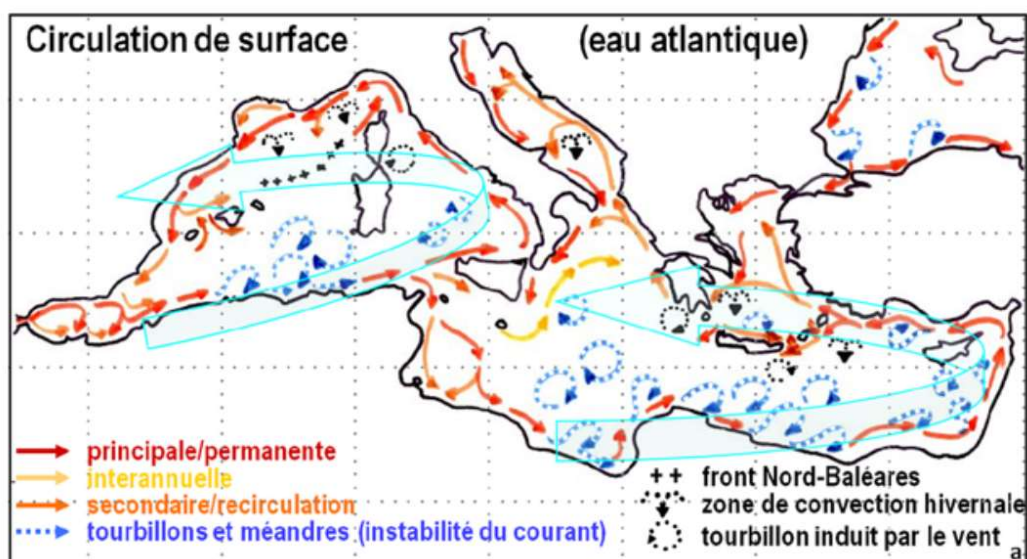 Circulation de surface (eau atlantique)
principale/permanente
interannuelle
secondaire/recirculation
tourbillons et méandres (instabilité du courant)
++ front Nord-Baléares
zone de convection hivernale
tourbillon induit par le vent
a